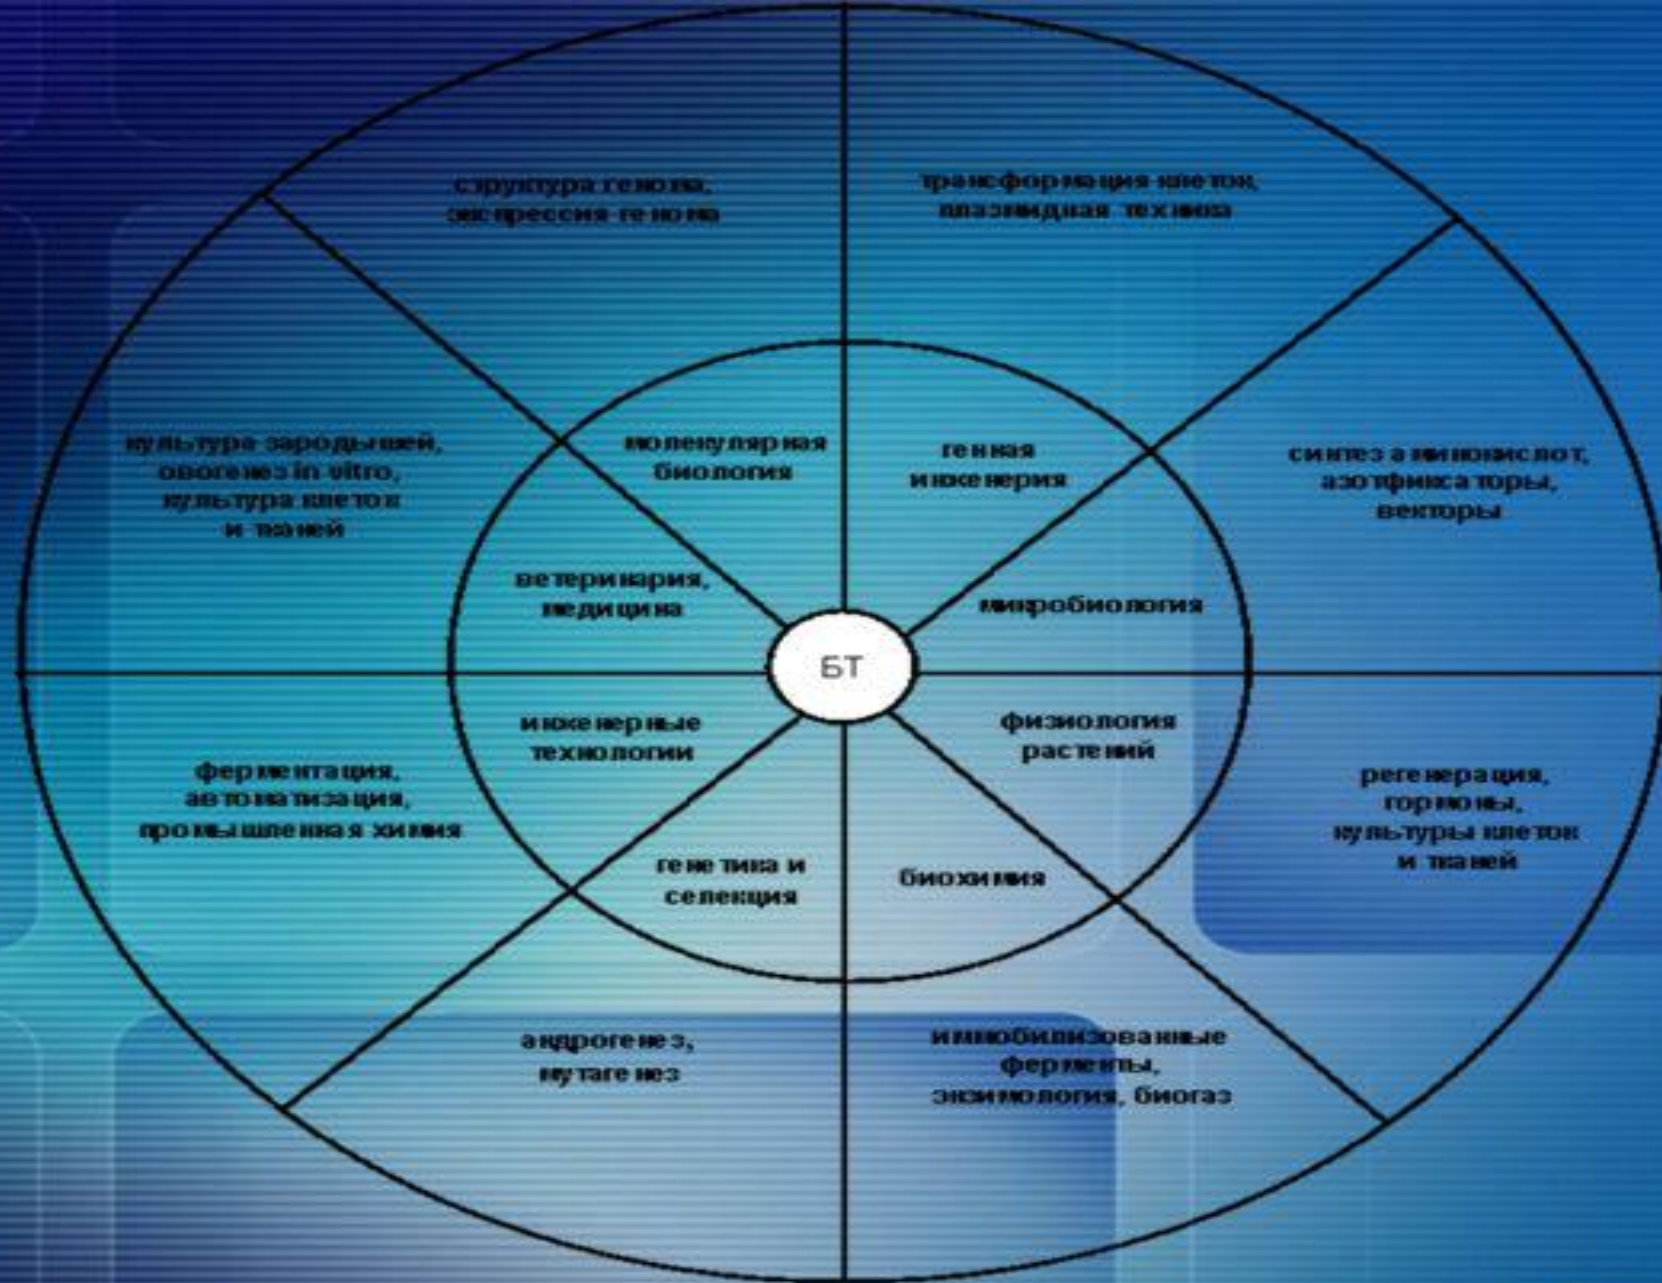 структура генома,
экспрессия генома
трансформация клеток,
плазмидная техника
культура зародышей,
овогенез in vitro,
культура клеток
и тканей
молекулярная
биология
генная
инженерия
синтез аминокислот,
азотфиксаторы,
векторы
ветеринария,
медицина
микробиология
БТ
инженерные
технологии
физиология
растений
ферментация,
автоматизация,
промышленная химия
регенерация,
гормоны,
культуры клеток
и тканей
генетика и
селекция
биохимия
андрогенез,
мутагенез
иммобилизованные
ферменты,
энзимология, биогаз